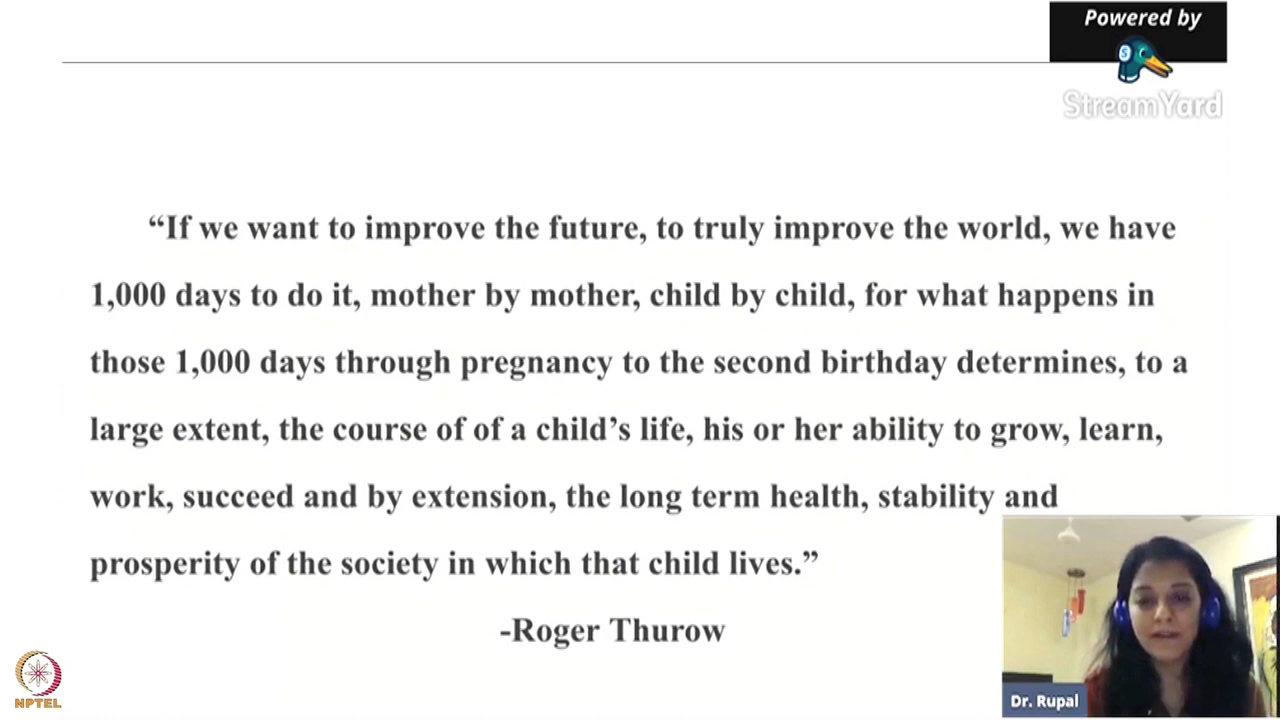 Powered by
StreamYard
“If we want to improve the future, to truly improve the world, we have
1,000 days to do it, mother by mother, child by child, for what happens in
those 1,000 days through pregnancy to the second birthday determines, to a
large extent, the course of of a child’s life, his or her ability to grow, learn,
work, succeed and by extension, the long term health, stability and
prosperity of the society in which that child lives.”
-Roger Thurow
NPTEL
Dr. Rupal